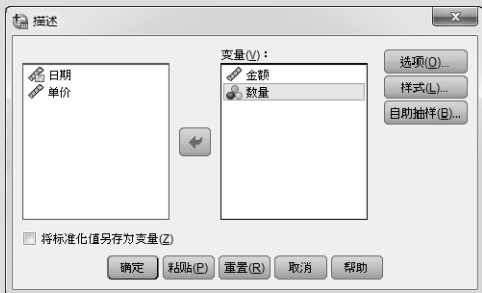 描述
日期
单价
变量(V)：
金额
数量
选项(O)...
样式(L)...
自助抽样(B)...
将标准化值另存为变量(Z)
确定 粘贴(P) 重置(R) 取消 帮助